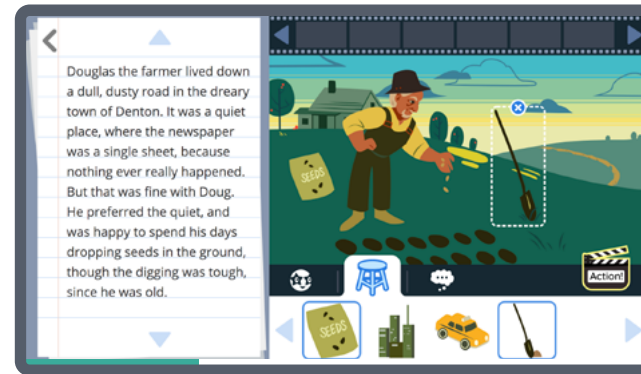 Douglas the farmer lived down
a dull, dusty road in the dreary
town of Denton. It was a quiet
place, where the newspaper
was a single sheet, because
nothing ever really happened.
But that was fine with Doug.
He preferred the quiet, and
was happy to spend his days
dropping seeds in the ground,
though the digging was tough,
since he was old.
SEEDS
Action!
SEEDS